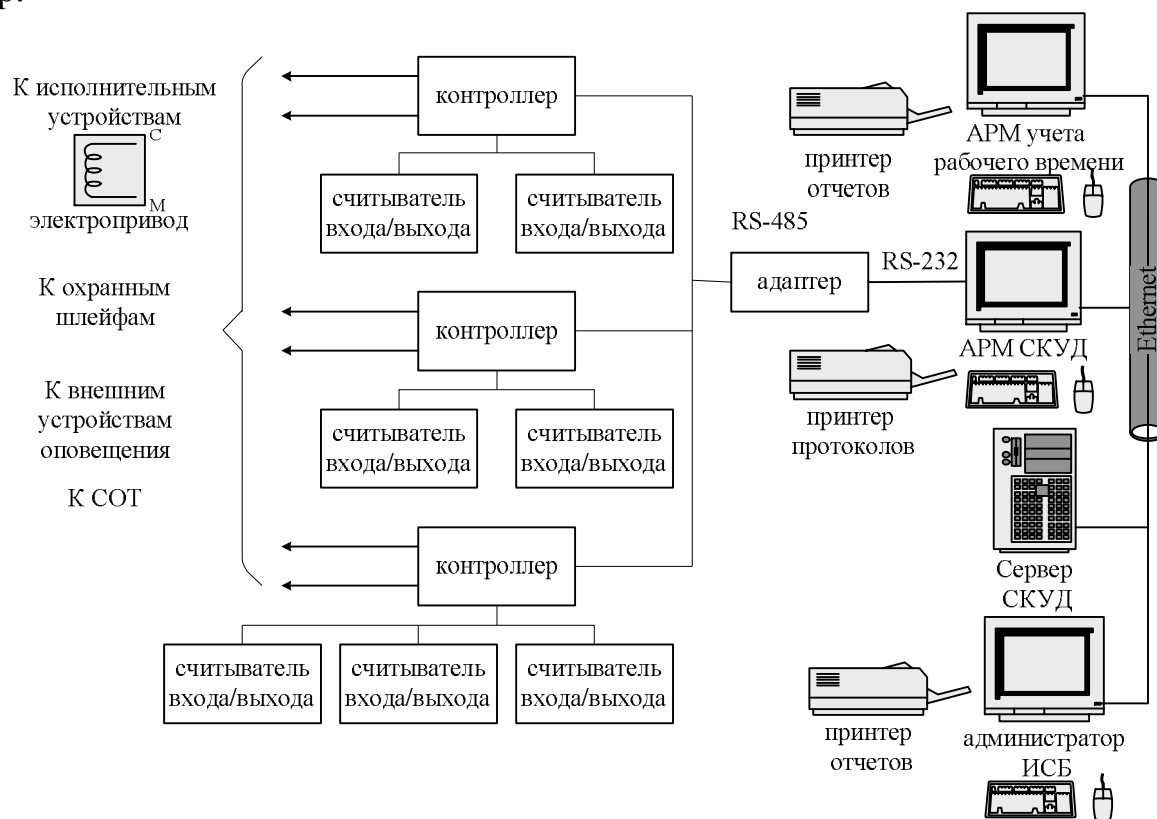 р.
К исполнительным
устройствам
С
М
электропривод
К охранным
шлейфам
К внешним
устройствам
оповещения
К СОТ
контроллер
считыватель
входа/выхода
считыватель
входа/выхода
контроллер
считыватель
входа/выхода
считыватель
входа/выхода
контроллер
считыватель
входа/выхода
считыватель
входа/выхода
считыватель
входа/выхода
RS-485
адаптер
RS-232
принтер
отчетов
АРМ учета
рабочего времени
принтер
протоколов
АРМ СКУД
Ethernet
Сервер
СКУД
принтер
отчетов
администратор
ИСБ